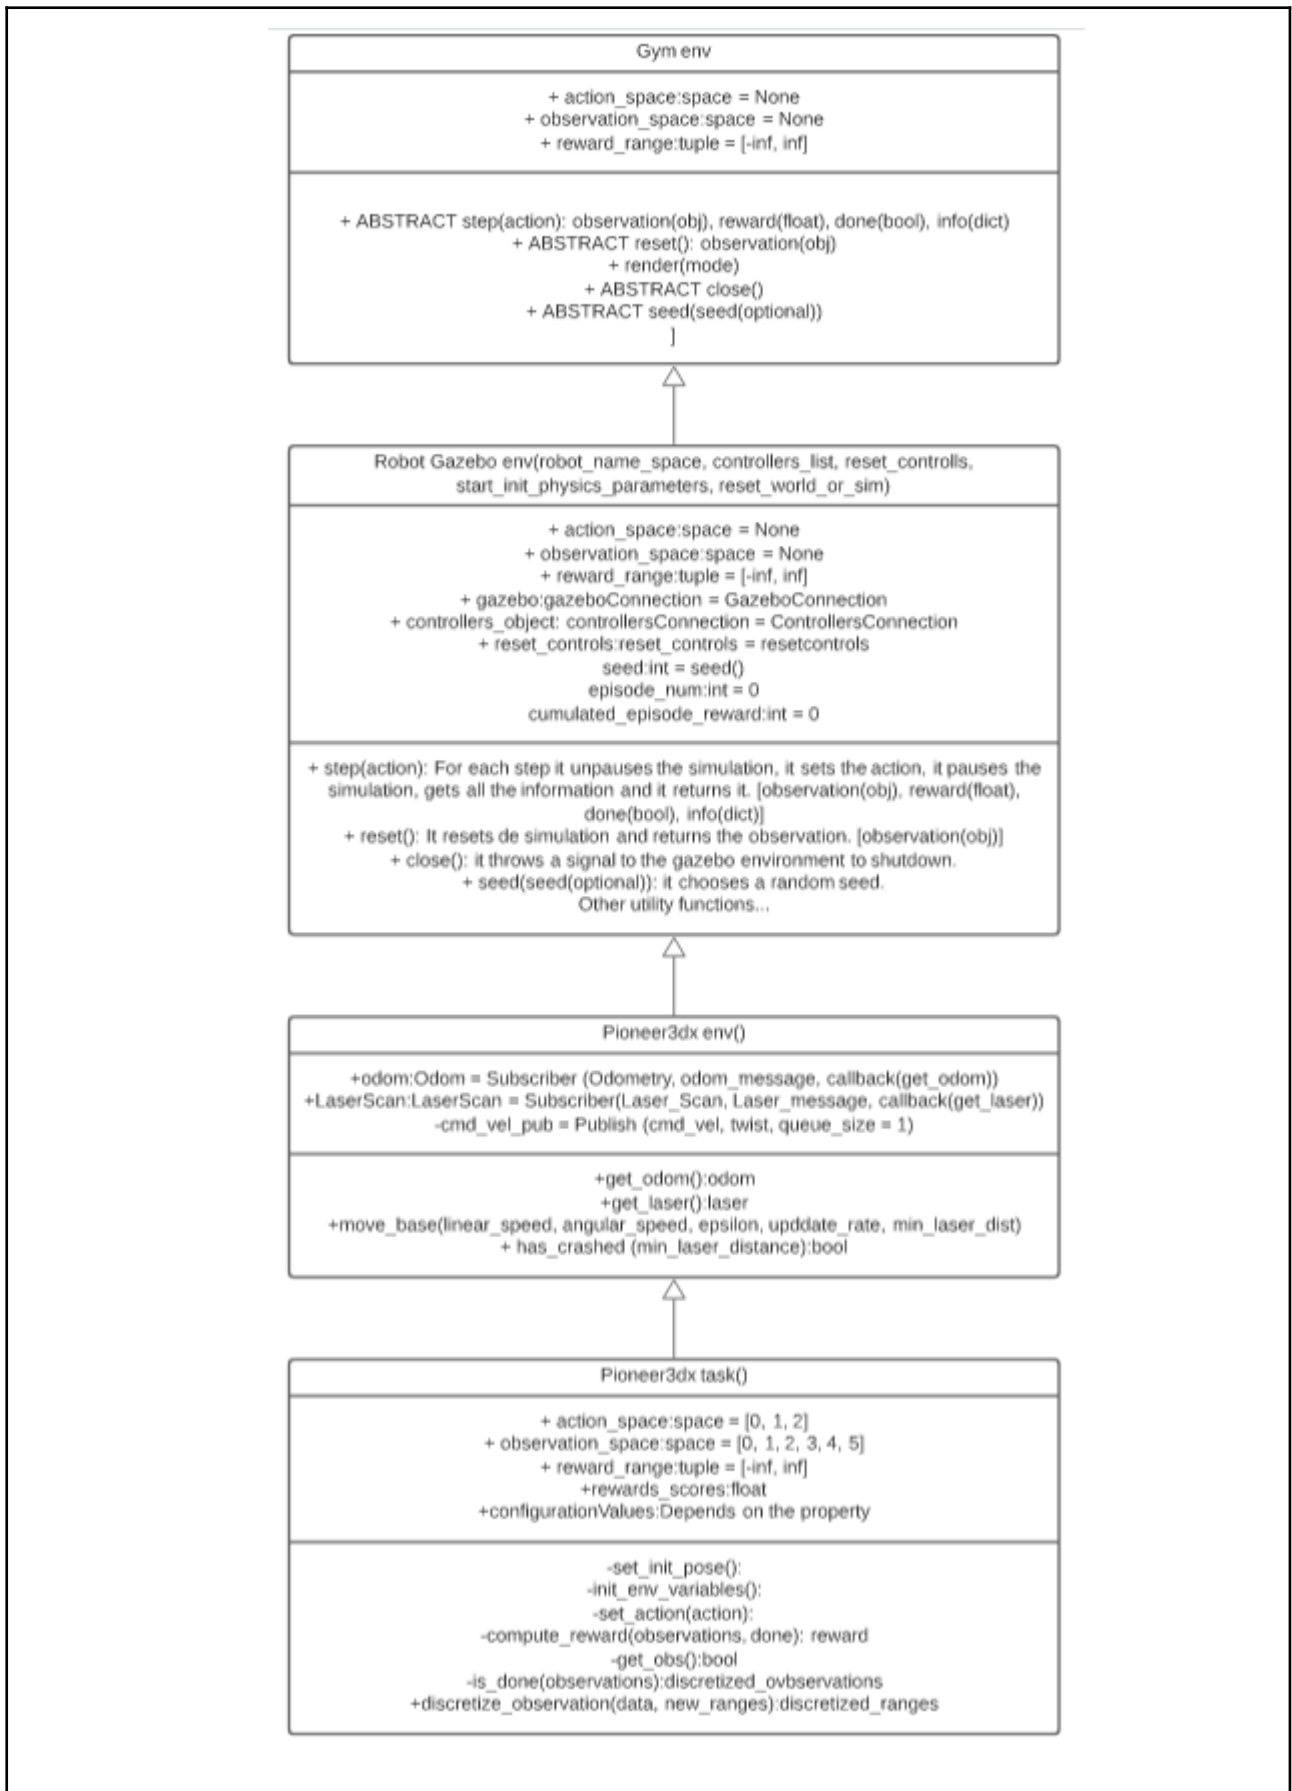 Gym env
+ action_space:space = None
+ observation_space:space = None
+ reward_range:tuple = [-inf, inf]
+ ABSTRACT step(action): observation(obj), reward(float), done(bool), info(dict)
+ ABSTRACT reset(): observation(obj)
+ render(mode)
+ ABSTRACT close()
+ ABSTRACT seed(seed(optional))
]
Robot Gazebo env(robot_name_space, controllers_list, reset_controlls,
start_init_physics_parameters, reset_world_or_sim)
+ action_space:space = None
+ observation_space:space = None
+ reward_range:tuple = [-inf, inf]
+ gazebo:gazeboConnection = GazeboConnection
+ controllers_object: controllersConnection = ControllersConnection
+ reset_controls:reset_controls = resetcontrols
seed:int = seed()
episode_num:int = 0
cumulated_episode_reward:int = 0
+ step(action): For each step it unpauses the simulation, it sets the action, it pauses the
simulation, gets all the information and it returns it. [observation(obj), reward(float),
done(bool), info(dict)]
+ reset(): It resets de simulation and returns the observation. [observation(obj)]
+ close(): it throws a signal to the gazebo environment to shutdown.
+ seed(seed(optional)): it chooses a random seed.
Other utility functions...
Pioneer3dx env()
+odom:Odom = Subscriber (Odometry, odom_message, callback(get_odom))
+LaserScan:LaserScan = Subscriber(Laser_Scan, Laser_message, callback(get_laser))
-cmd_vel_pub = Publish (cmd_vel, twist, queue_size = 1)
+get_odom():odom
+get_laser():laser
+move_base(linear_speed, angular_speed, epsilon, upddate_rate, min_laser_dist)
+ has_crashed (min_laser_distance):bool
Pioneer3dx task()
+ action_space:space = [0, 1, 2]
+ observation_space:space = [0, 1, 2, 3, 4, 5]
+ reward_range:tuple = [-inf, inf]
+rewards_scores:float
+configurationValues:Depends on the property
-set_init_pose():
-init_env_variables():
-set_action(action):
-compute_reward(observations, done): reward
-get_obs():bool
-is_done(observations):discretized_ovbservations
+discretize_observation(data, new_ranges):discretized_ranges